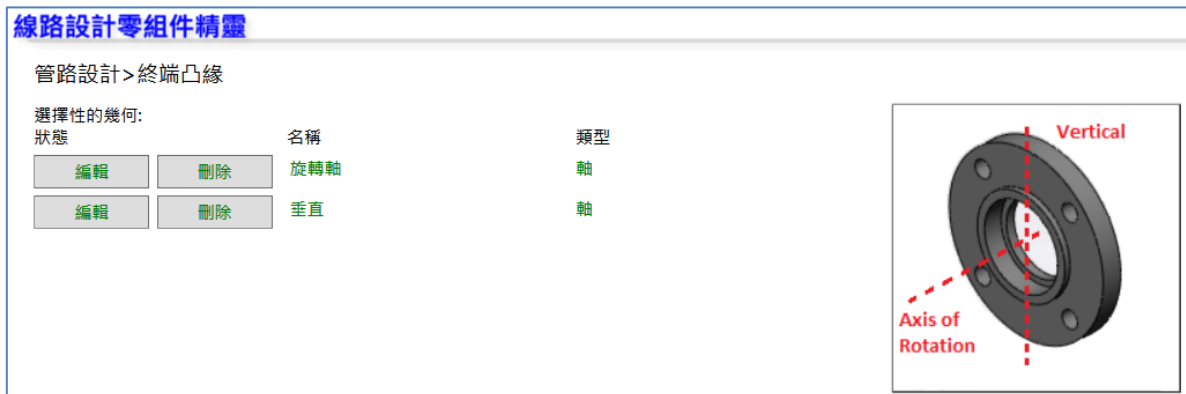 線路設計零組件精靈
管路設計>終端凸緣
選擇性的幾何:
狀態 名稱 類型
編輯 刪除 旋轉軸 軸
編輯 刪除 垂直 軸
Vertical
Axis of
Rotation